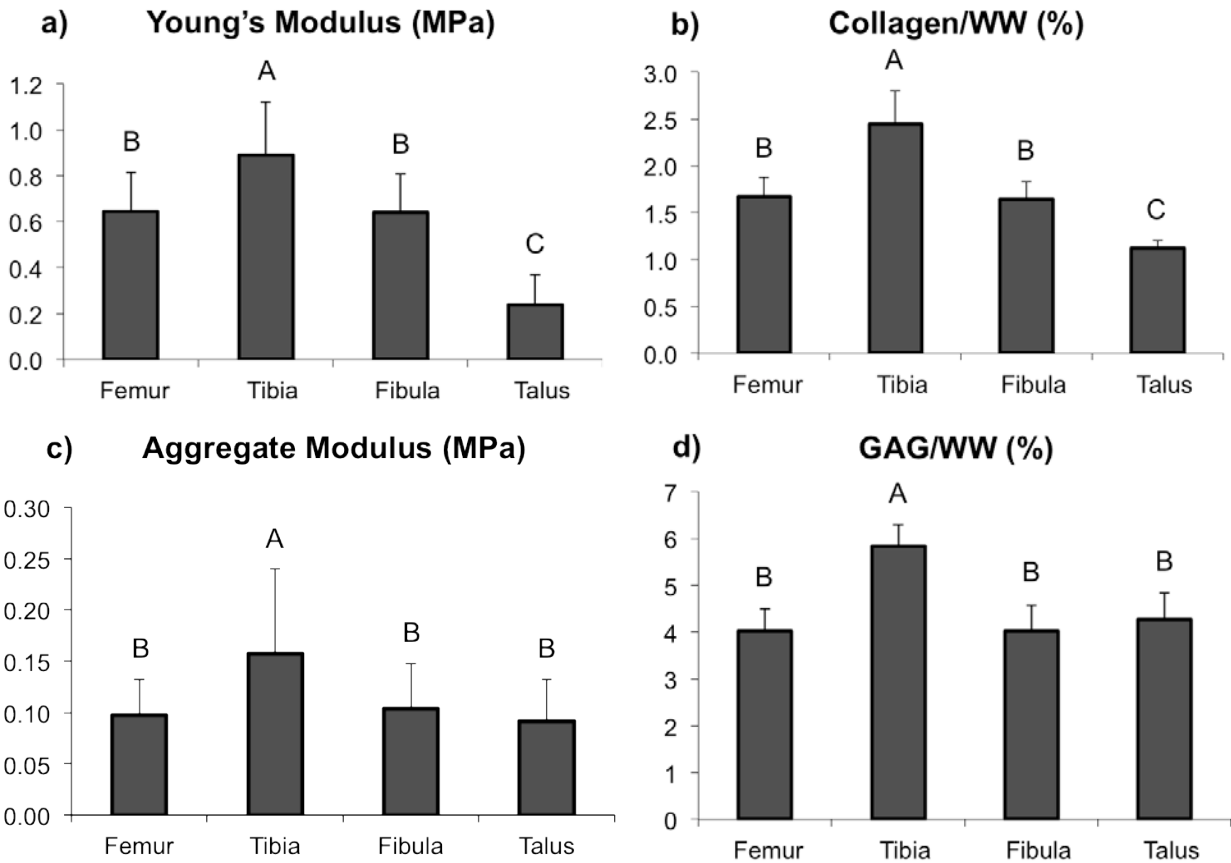 a) Young's Modulus (MPa)
1.2
1.0
0.8
0.6
0.4
0.2
0.0
B
A
B
C
Femur Tibia Fibula Talus
b) Collagen/WW (%)
3.0
2.5
2.0
1.5
1.0
0.5
0.0
B
A
B
C
Femur Tibia Fibula Talus
c) Aggregate Modulus (MPa)
0.30
0.25
0.20
0.15
0.10
0.05
0.00
B
A
B
B
Femur Tibia Fibula Talus
d) GAG/WW (%)
7
6
5
4
3
2
1
0
B
A
B
B
Femur Tibia Fibula Talus